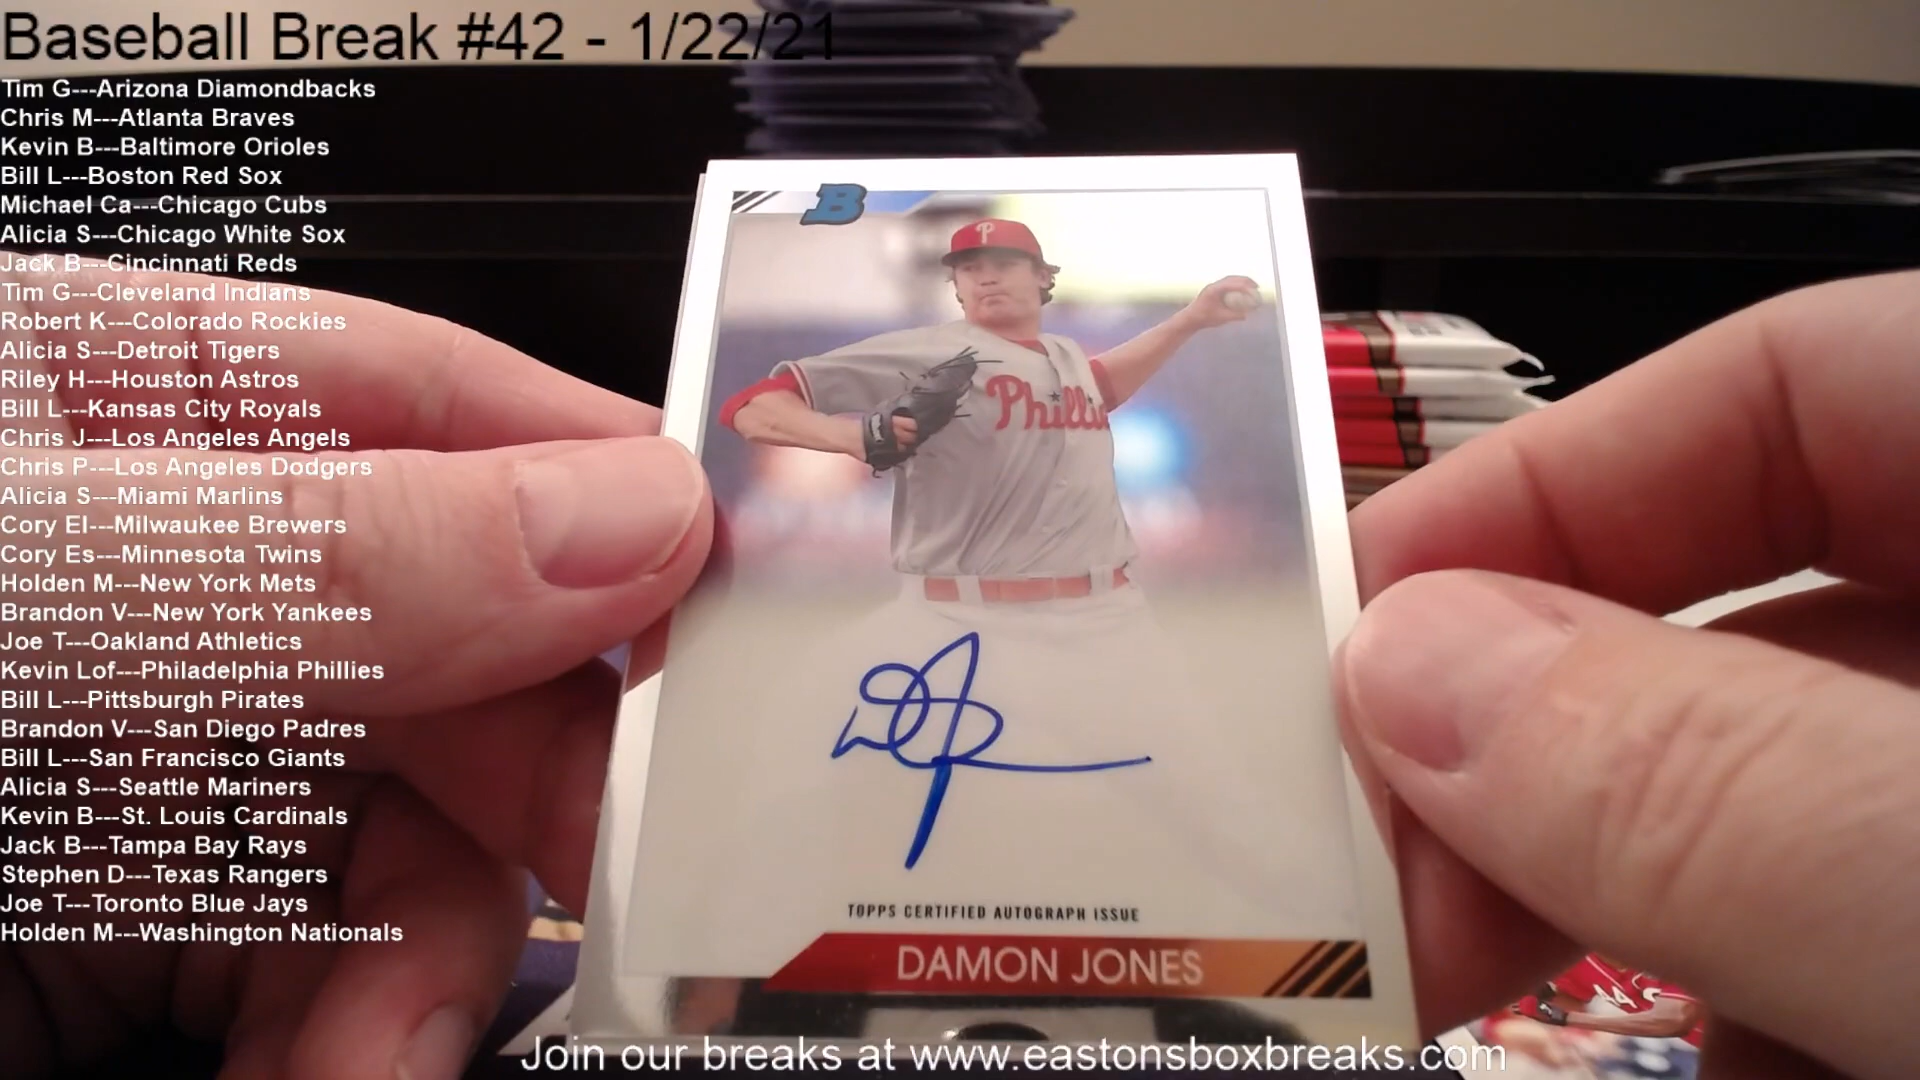 Baseball Break #42 - 1/22/21
Tim G---Arizona Diamondbacks
Chris M---Atlanta Braves
Kevin B---Baltimore Orioles
Bill L---Boston Red Sox
Michael Ca---Chicago Cubs
Alicia S---Chicago White Sox
Jack B---Cincinnati Reds
Tim G---Cleveland Indians
Robert K---Colorado Rockies
Alicia S---Detroit Tigers
Riley H---Houston Astros
Bill L---Kansas City Royals
Chris J---Los Angeles Angels
Chris P---Los Angeles Dodgers
Alicia S---Miami Marlins
Cory El---Milwaukee Brewers
Cory Es---Minnesota Twins
Holden M---New York Mets
Brandon V---New York Yankees
Joe T---Oakland Athletics
Kevin Lof---Philadelphia Phillies
Bill L---Pittsburgh Pirates
Brandon V---San Diego Padres
Bill L---San Francisco Giants
Alicia S---Seattle Mariners
Kevin B---St. Louis Cardinals
Jack B---Tampa Bay Rays
Stephen D---Texas Rangers
Joe T---Toronto Blue Jays
Holden M---Washington Nationals
B
P
Phillie
TOPPS CERTIFIED AUTOGRAPH ISSUE
DAMON JONES
44
Join our breaks at www.eastonsboxbreaks.com